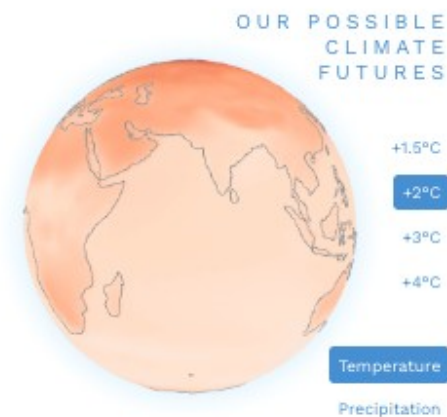 OUR POSSIBLE
CLIMATE
FUTURES
+1.5°C
+2°C
+3°C
+4°C
Temperature
Precipitation